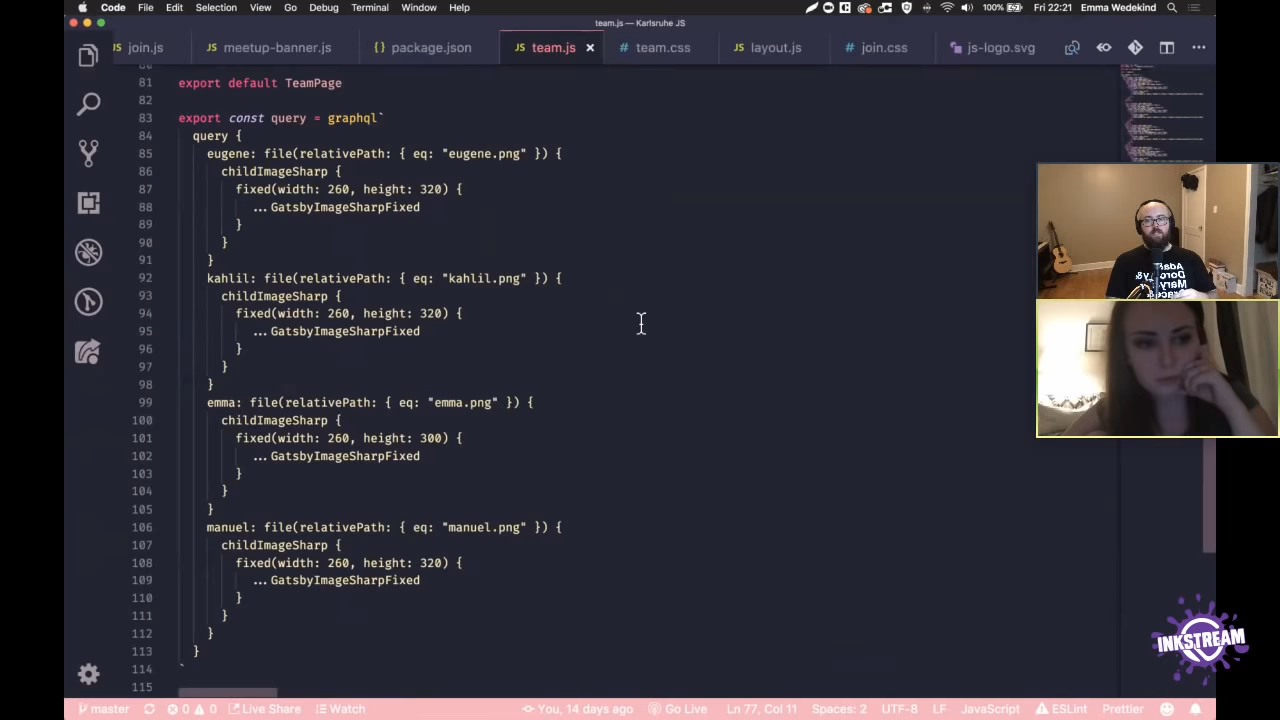 Code File Edit Selection View Go Debug Terminal Window Help 100% Fri 22:21 Emma Wedekind
team.js — Karlsruhe JS
JS join.js JS meetup-banner.js {} package.json JS team.js × # team.css JS layout.js # join.css js-logo.svg
80
81 export default TeamPage
82
83 export const query = graphql`
84 query {
85 eugene: file(relativePath: { eq: "eugene.png" }) {
86 childImageSharp {
87 fixed(width: 260, height: 320) {
88 ...GatsbyImageSharpFixed
89 }
90 }
91 }
92 kahlil: file(relativePath: { eq: "kahlil.png" }) {
93 childImageSharp {
94 fixed(width: 260, height: 320) {
95 ...GatsbyImageSharpFixed
96 }
97 }
98 }
99 emma: file(relativePath: { eq: "emma.png" }) {
100 childImageSharp {
101 fixed(width: 260, height: 300) {
102 ...GatsbyImageSharpFixed
103 }
104 }
105 }
106 manuel: file(relativePath: { eq: "manuel.png" }) {
107 childImageSharp {
108 fixed(width: 260, height: 320) {
109 ...GatsbyImageSharpFixed
110 }
111 }
112 }
113 }
114 `
115
INKSTREAM
master 0 0 Live Share Watch You, 14 days ago Go Live Ln 77, Col 11 Spaces: 2 UTF-8 LF JavaScript ESLint Prettier